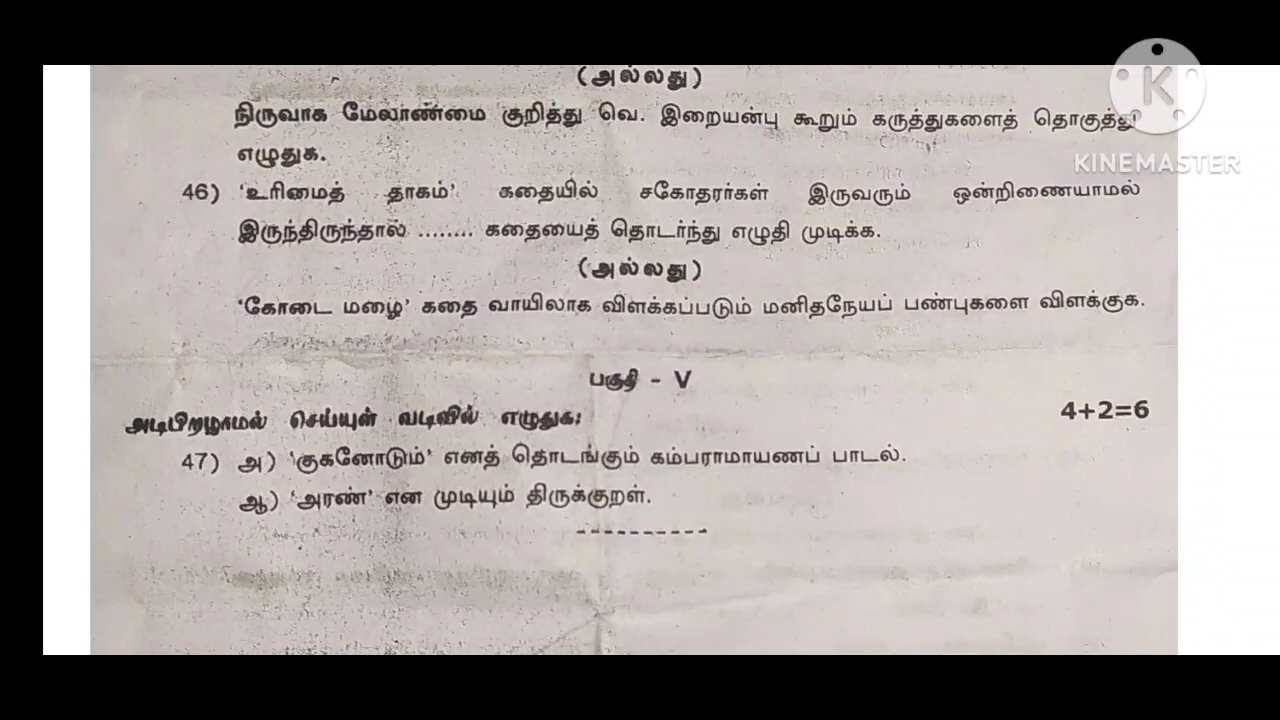 (அல்லது)
நிருவாக மேலாண்மை குறித்து வெ. இறையன்பு கூறும் கருத்துகளைத் தொகுத்து
எழுதுக.
KINEMASTER
46) 'உரிமைத் தாகம்' கதையில் சகோதரர்கள் இருவரும் ஒன்றிணையாமல்
இருந்திருந்தால் ........ கதையைத் தொடர்ந்து எழுதி முடிக்க.
(அல்லது)
'கோடை மழை' கதை வாயிலாக விளக்கப்படும் மனிதநேயப் பண்புகளை விளக்குக.
பகுதி - V
அடிபிறழாமல் செய்யுள் வடிவில் எழுதுக: 4+2=6
47) அ) 'குகனோடும்' எனத் தொடங்கும் கம்பராமாயணப் பாடல்.
ஆ) 'அரண்' என முடியும் திருக்குறள்.
----------